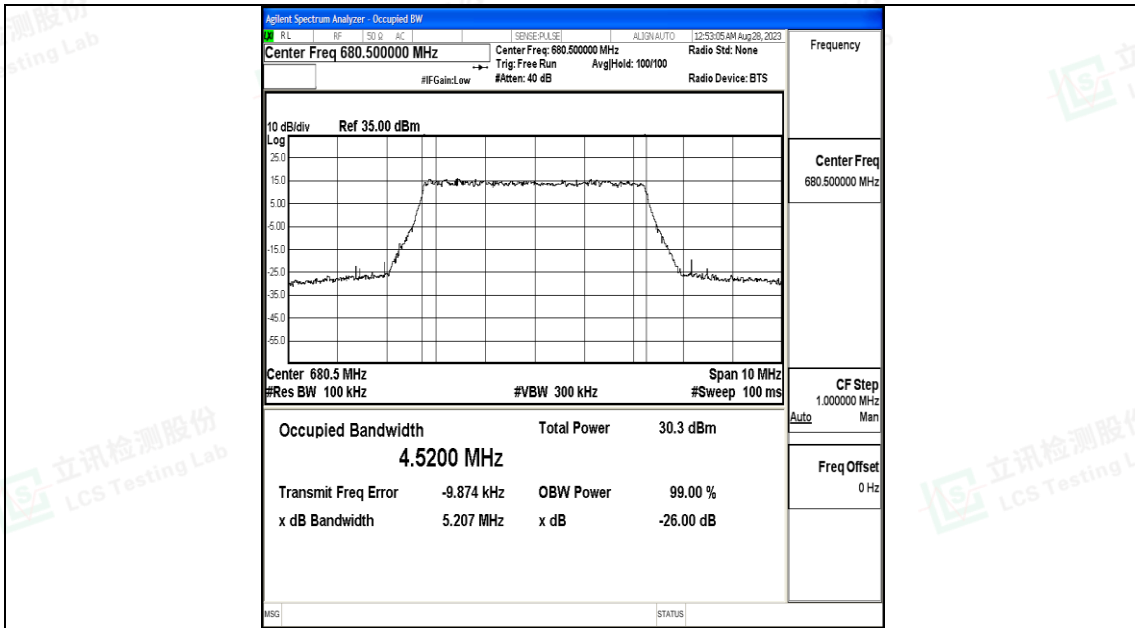 Agilent Spectrum Analyzer - Occupied BW
RL RF 50 Ω AC SENSE:PULSE ALIGN AUTO 12:53:05 AM Aug 28, 2023
Center Freq 680.500000 MHz
Center Freq: 680.500000 MHz
Radio Std: None
Trig: Free Run Avg|Hold: 100/100
#IFGain:Low
#Atten: 40 dB
Radio Device: BTS
10 dB/div Ref 35.00 dBm
Log
25.0
15.0
5.00
-5.00
-15.0
-25.0
-35.0
-45.0
-55.0
Center 680.5 MHz
Span 10 MHz
#Res BW 100 kHz
#VBW 300 kHz
#Sweep 100 ms
Occupied Bandwidth
Total Power 30.3 dBm
4.5200 MHz
Transmit Freq Error -9.874 kHz OBW Power 99.00 %
x dB Bandwidth 5.207 MHz x dB -26.00 dB
MSG
STATUS
Frequency
Center Freq
680.500000 MHz
CF Step
1.000000 MHz
Auto Man
Freq Offset
0 Hz
立讯检测股份
LCS Testing Lab
立讯检测股份